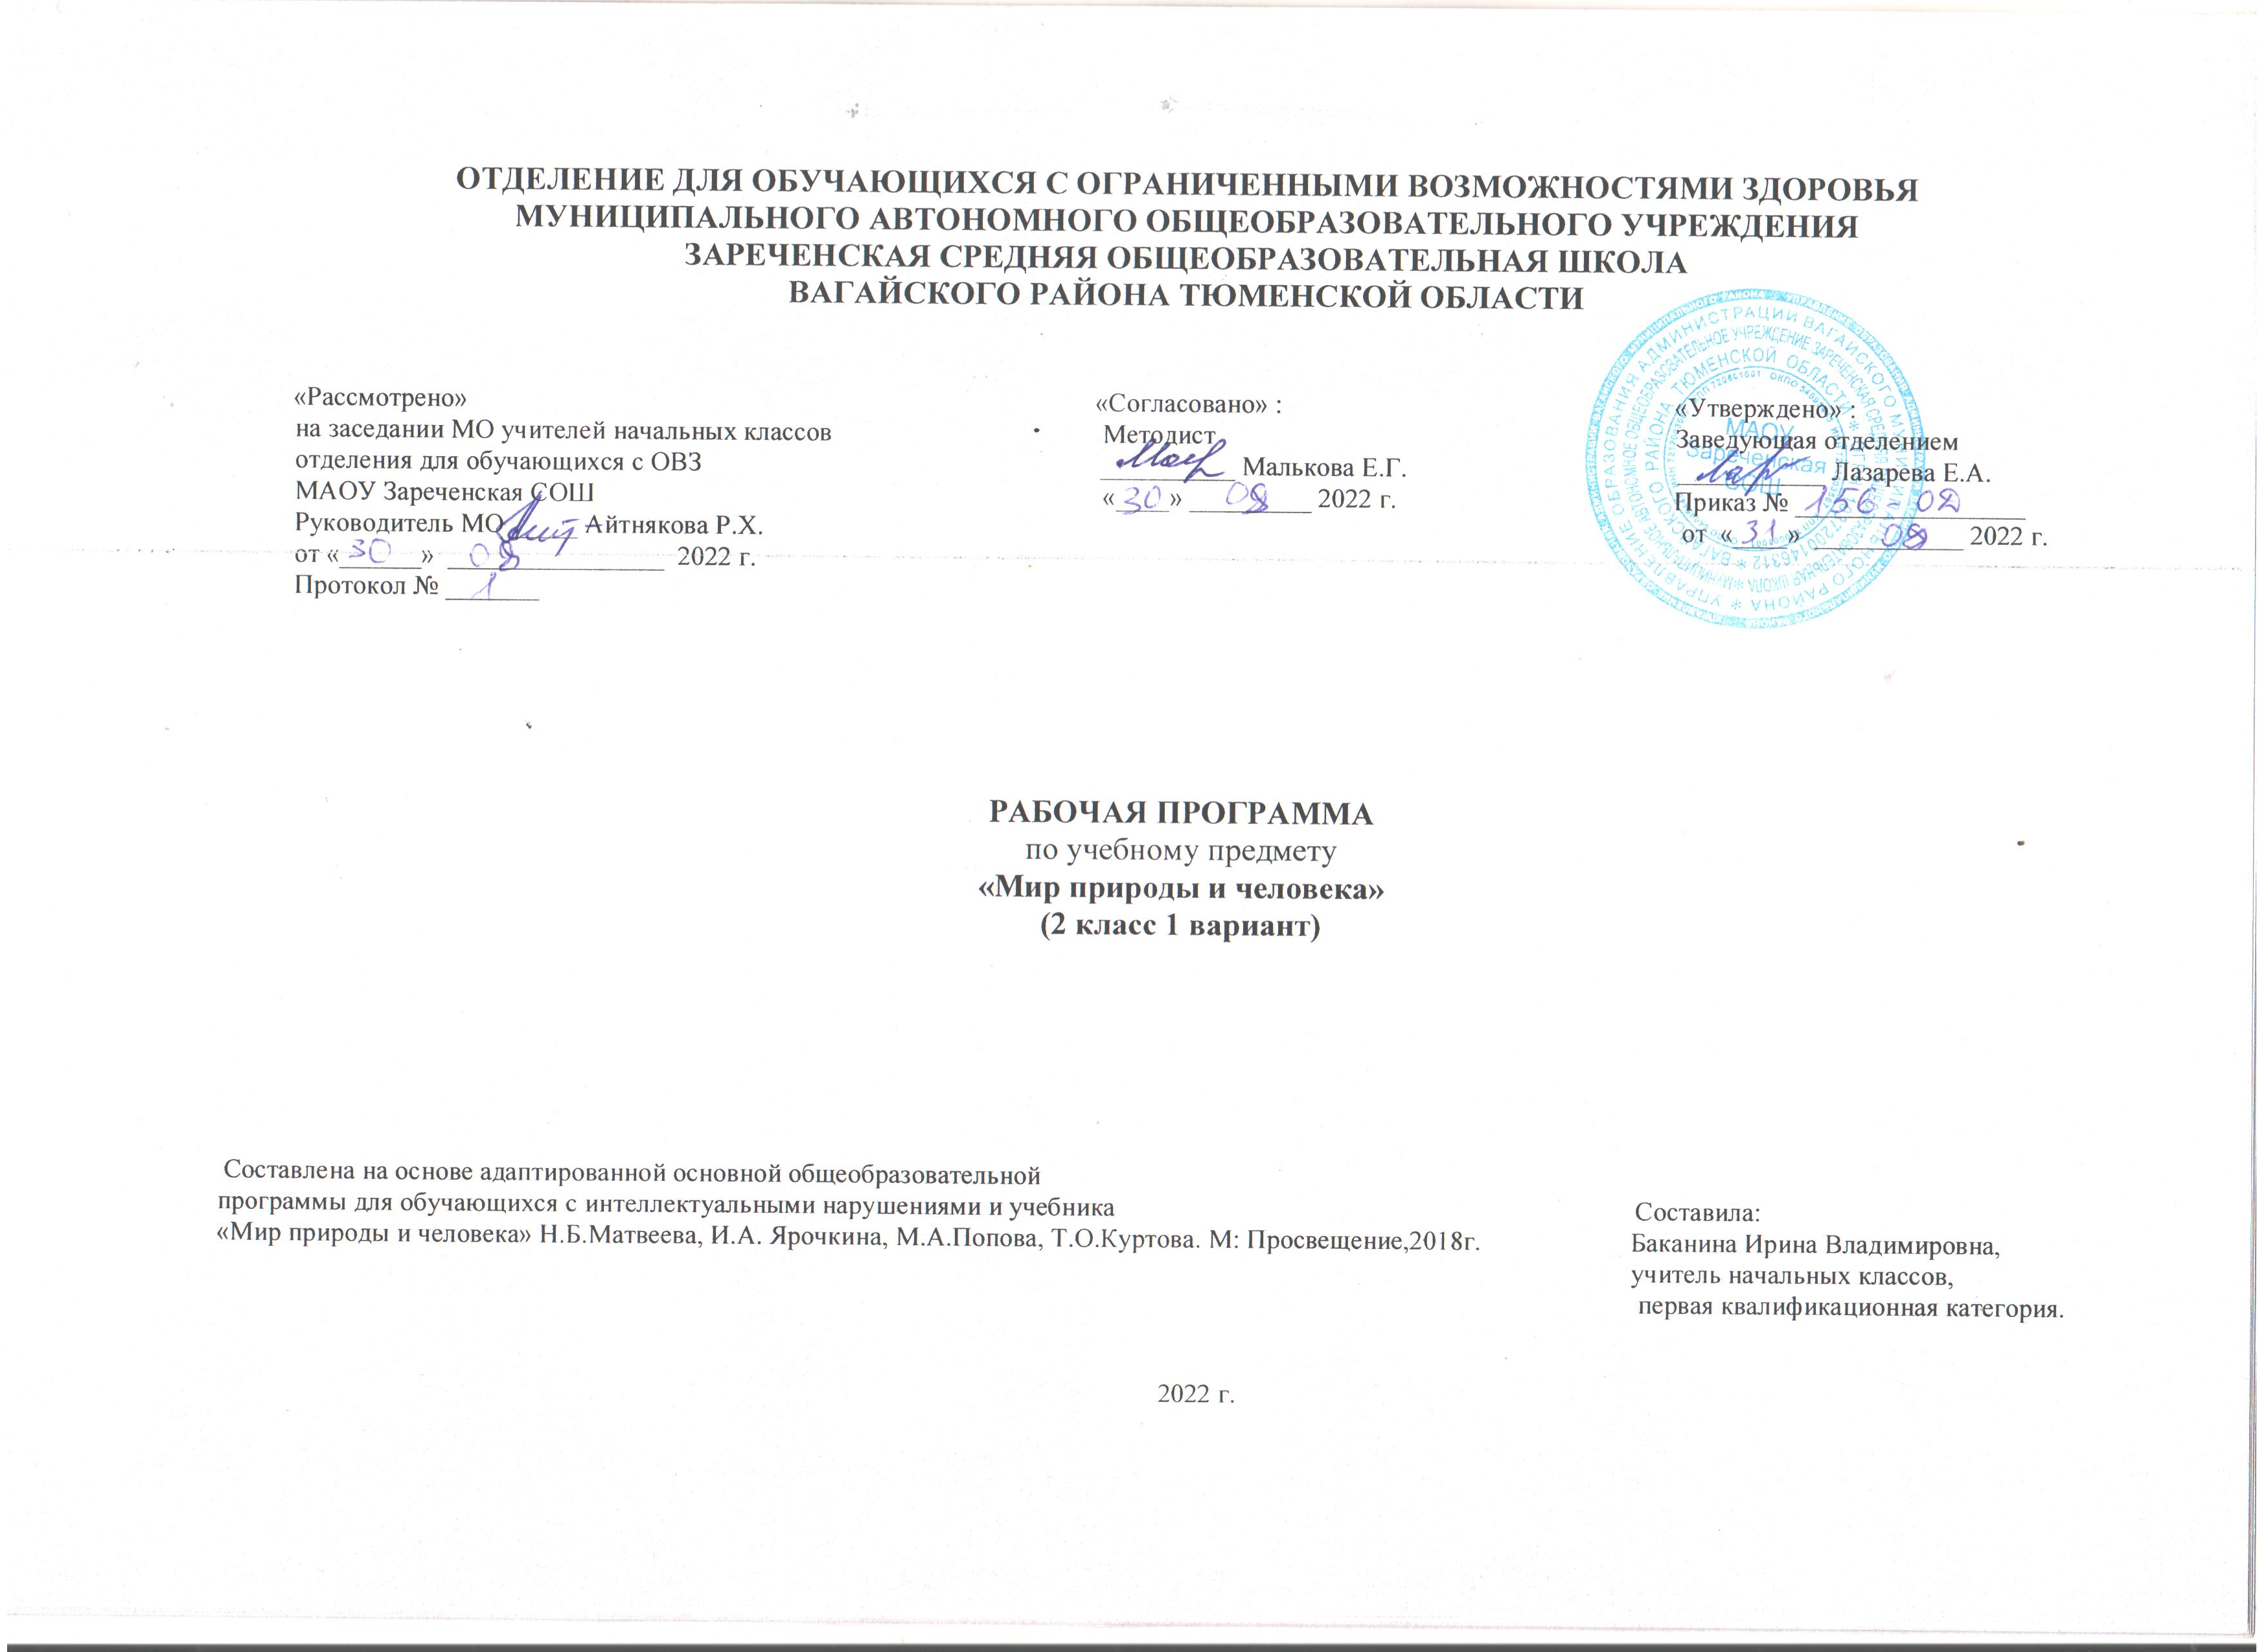 ОТДЕЛЕНИЕ ДЛЯ ОБУЧАЮЩИХСЯ С ОГРАНИЧЕННЫМИ ВОЗМОЖНОСТЯМИ ЗДОРОВЬЯ
МУНИЦИПАЛЬНОГО АВТОНОМНОГО ОБЩЕОБРАЗОВАТЕЛЬНОГО УЧРЕЖДЕНИЯ
ЗАРЕЧЕНСКАЯ СРЕДНЯЯ ОБЩЕОБРАЗОВАТЕЛЬНАЯ ШКОЛА
ВАГАЙСКОГО РАЙОНА ТЮМЕНСКОЙ ОБЛАСТИ
«Рассмотрено»
на заседании МО учителей начальных классов
отделения для обучающихся с ОВЗ
МАОУ Зареченская СОШ
Руководитель МО Айтнякова Р.Х.
от «30» 08 2022 г.
Протокол № 1
«Согласовано» :
Методист
Малькова Е.Г.
«30» 08 2022 г.
«Утверждено» :
Заведующая отделением
Лазарева Е.А.
Приказ № 156 - 02
от «31» 08 2022 г.
МАОУ
Зареченская
СОШ
РАБОЧАЯ ПРОГРАММА
по учебному предмету
«Мир природы и человека»
(2 класс 1 вариант)
Составлена на основе адаптированной основной общеобразовательной
программы для обучающихся с интеллектуальными нарушениями и учебника
«Мир природы и человека» Н.Б.Матвеева, И.А. Ярочкина, М.А.Попова, Т.О.Куртова. М: Просвещение,2018г.
Составила:
Баканина Ирина Владимировна,
учитель начальных классов,
первая квалификационная категория.
2022 г.